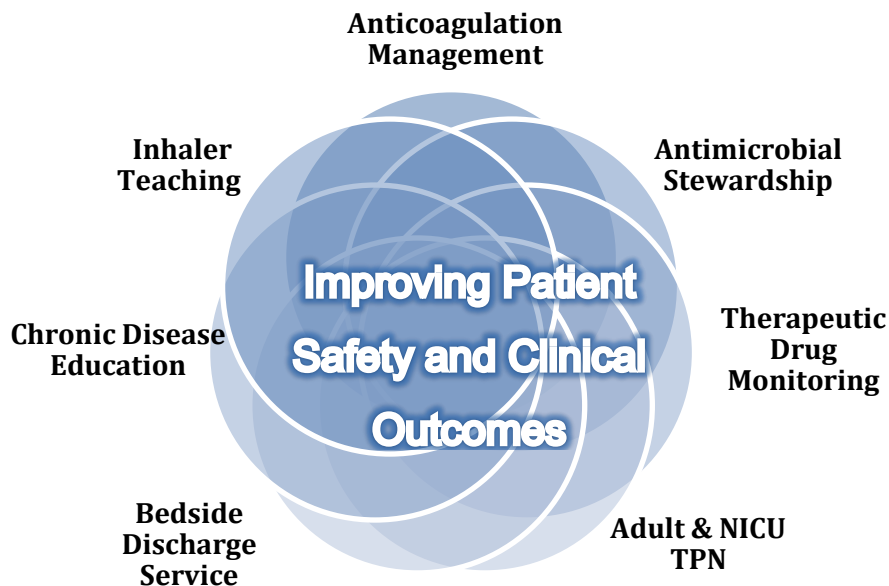 Anticoagulation
Management
Inhaler
Teaching
Antimicrobial
Stewardship
Improving Patient
Safety and Clinical
Outcomes
Chronic Disease
Education
Therapeutic
Drug
Monitoring
Bedside
Discharge
Service
Adult & NICU
TPN